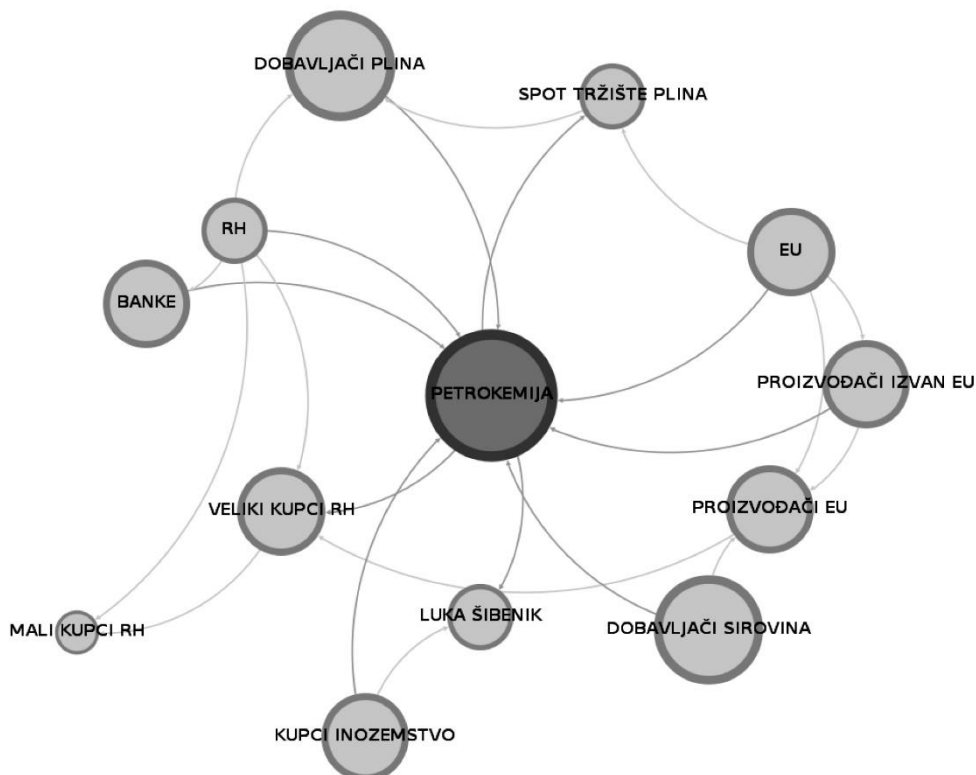 DOBAVLJAČI PLINA
SPOT TRŽIŠTE PLINA
RH
EU
BANKE
PETROKEMIJA
PROIZVOĐAČI IZVAN EU
VELIKI KUPCI RH
PROIZVOĐAČI EU
MALI KUPCI RH
LUKA ŠIBENIK
DOBAVLJAČI SIROVINA
KUPCI INOZEMSTVO